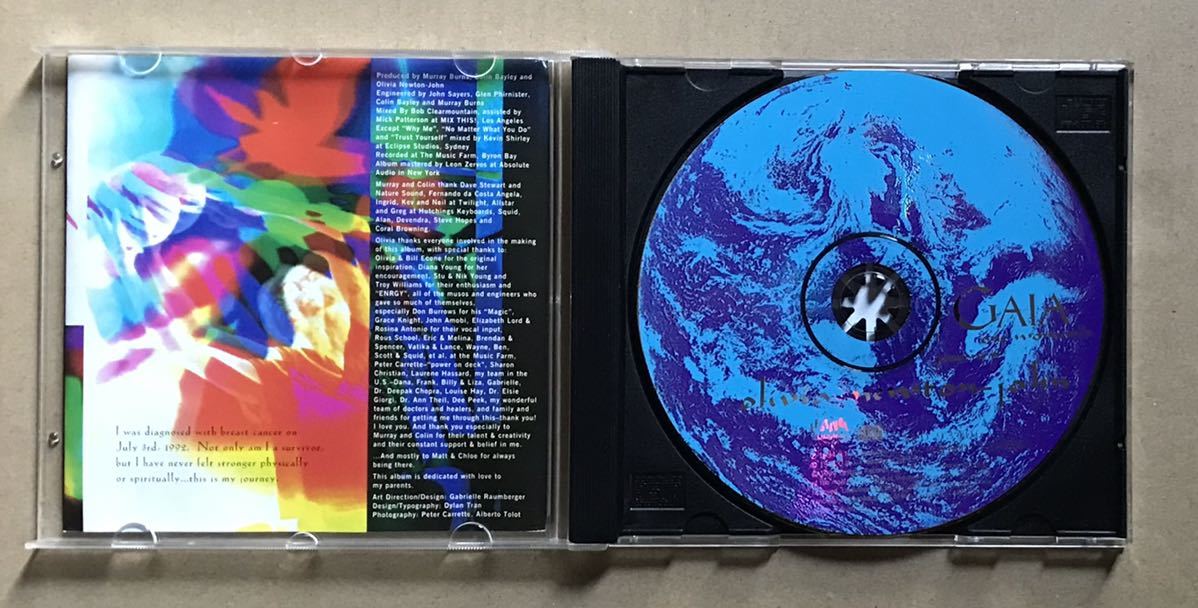 Produced by Murray Burns, Colin Bayley and
Olivia Newton-John
Engineered by John Sayers, Glen Phirnister,
Colin Bayley and Murray Burns
Mixed By Bob Clearmountain, assisted by
Mick Patterson at MIX THIS!, Los Angeles
Except "Why Me", "No Matter What You Do"
and "Trust Yourself" mixed by Kevin Shirley
at Eclipse Studios, Sydney
Recorded at The Music Farm, Byron Bay
Album mastered by Leon Zervos at Absolute
Audio in New York
Murray and Colin thank Dave Stewart and
Nature Sound, Fernando da Costa Angela,
Ingrid, Kev and Neil at Twilight, Allstar
and Greg at Hutchings Keyboards, Squid,
Alan, Devendra, Steve Hopes and
Coral Browning.
Olivia thanks everyone involved in the making
of this album, with special thanks to:
Olivia & Bill Econe for the original
inspiration, Diana Young for her
encouragement, Stu & Nik Young and
Troy Williams for their enthusiasm and
"ENRGY", all of the musos and engineers who
gave so much of themselves,
especially Don Burrows for his "Magic",
Grace Knight, John Amobi, Elizabeth Lord &
Rosina Antonio for their vocal input,
Rous School, Eric & Melina, Brendan &
Spencer, Vatika & Lance, Wayne, Ben,
Scott & Squid, et al. at the Music Farm,
Peter Carrette-"power on deck", Sharon
Christian, Laurene Hassard, my team in the
U.S.-Dana, Frank, Billy & Liza, Gabrielle,
Dr. Deepak Chopra, Louise Hay, Dr. Elsie
Giorgi, Dr. Ann Theil, Dee Peek, my wonderful
team of doctors and healers, and family and
friends for getting me through this-thank you!
I love you. And thank you especially to
Murray and Colin for their talent & creativity
and their constant support & belief in me.
...And mostly to Matt & Chloe for always
being there.
This album is dedicated with love to
my parents.
Art Direction/Design: Gabrielle Raumberger
Design/Typography: Dylan Tran
Photography: Peter Carrette, Alberto Tolot
I was diagnosed with breast cancer on
July 3rd, 1992. Not only am I a survivor,
but I have never felt stronger physically
or spiritually...this is my journey.
GAIA
one woman's
olivia newton-john